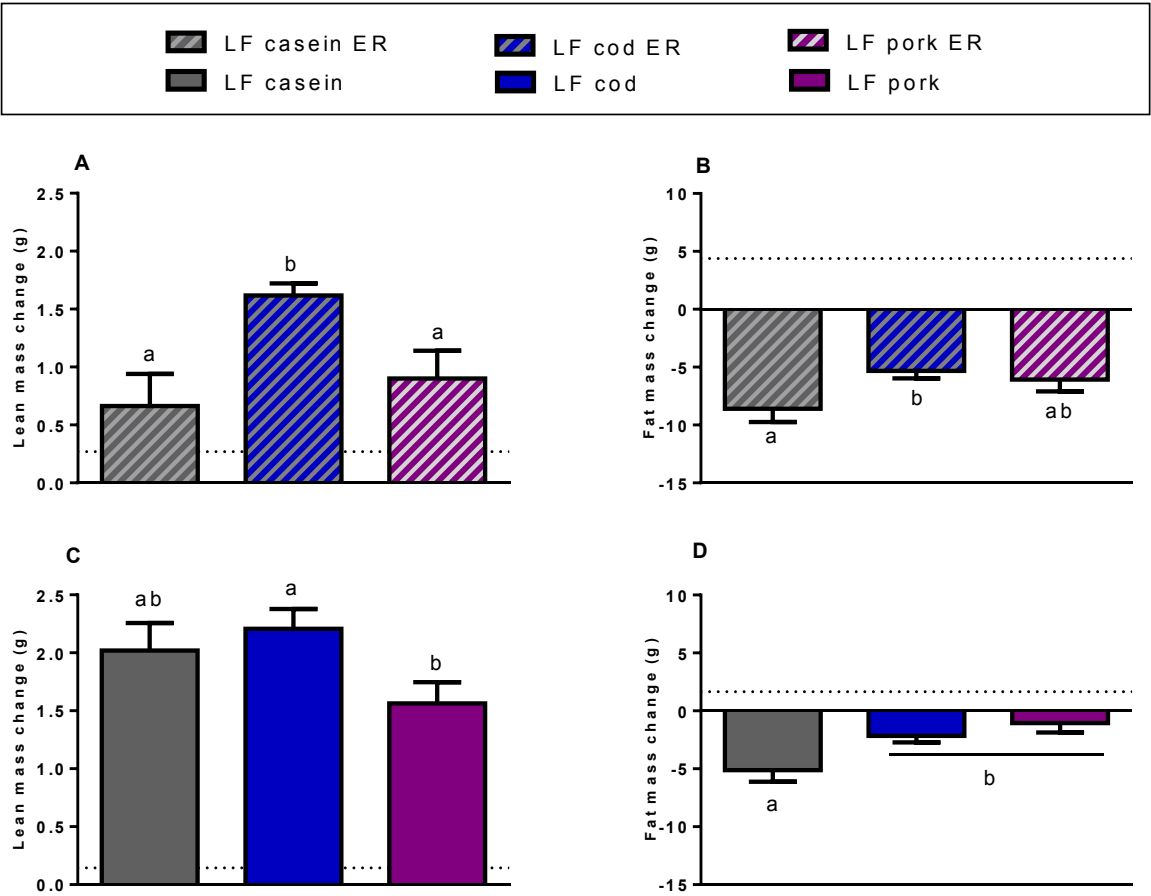 LF casein ER LF cod ER LF pork ER
LF casein LF cod LF pork
A
Lean mass change (g)
2.5
2.0
1.5
1.0
0.5
0.0
a
b
a
B
Fat mass change (g)
10
5
0
-5
-10
-15
a
b
ab
C
Lean mass change (g)
2.5
2.0
1.5
1.0
0.5
0.0
ab
a
b
D
Fat mass change (g)
10
5
0
-5
-10
-15
a
b